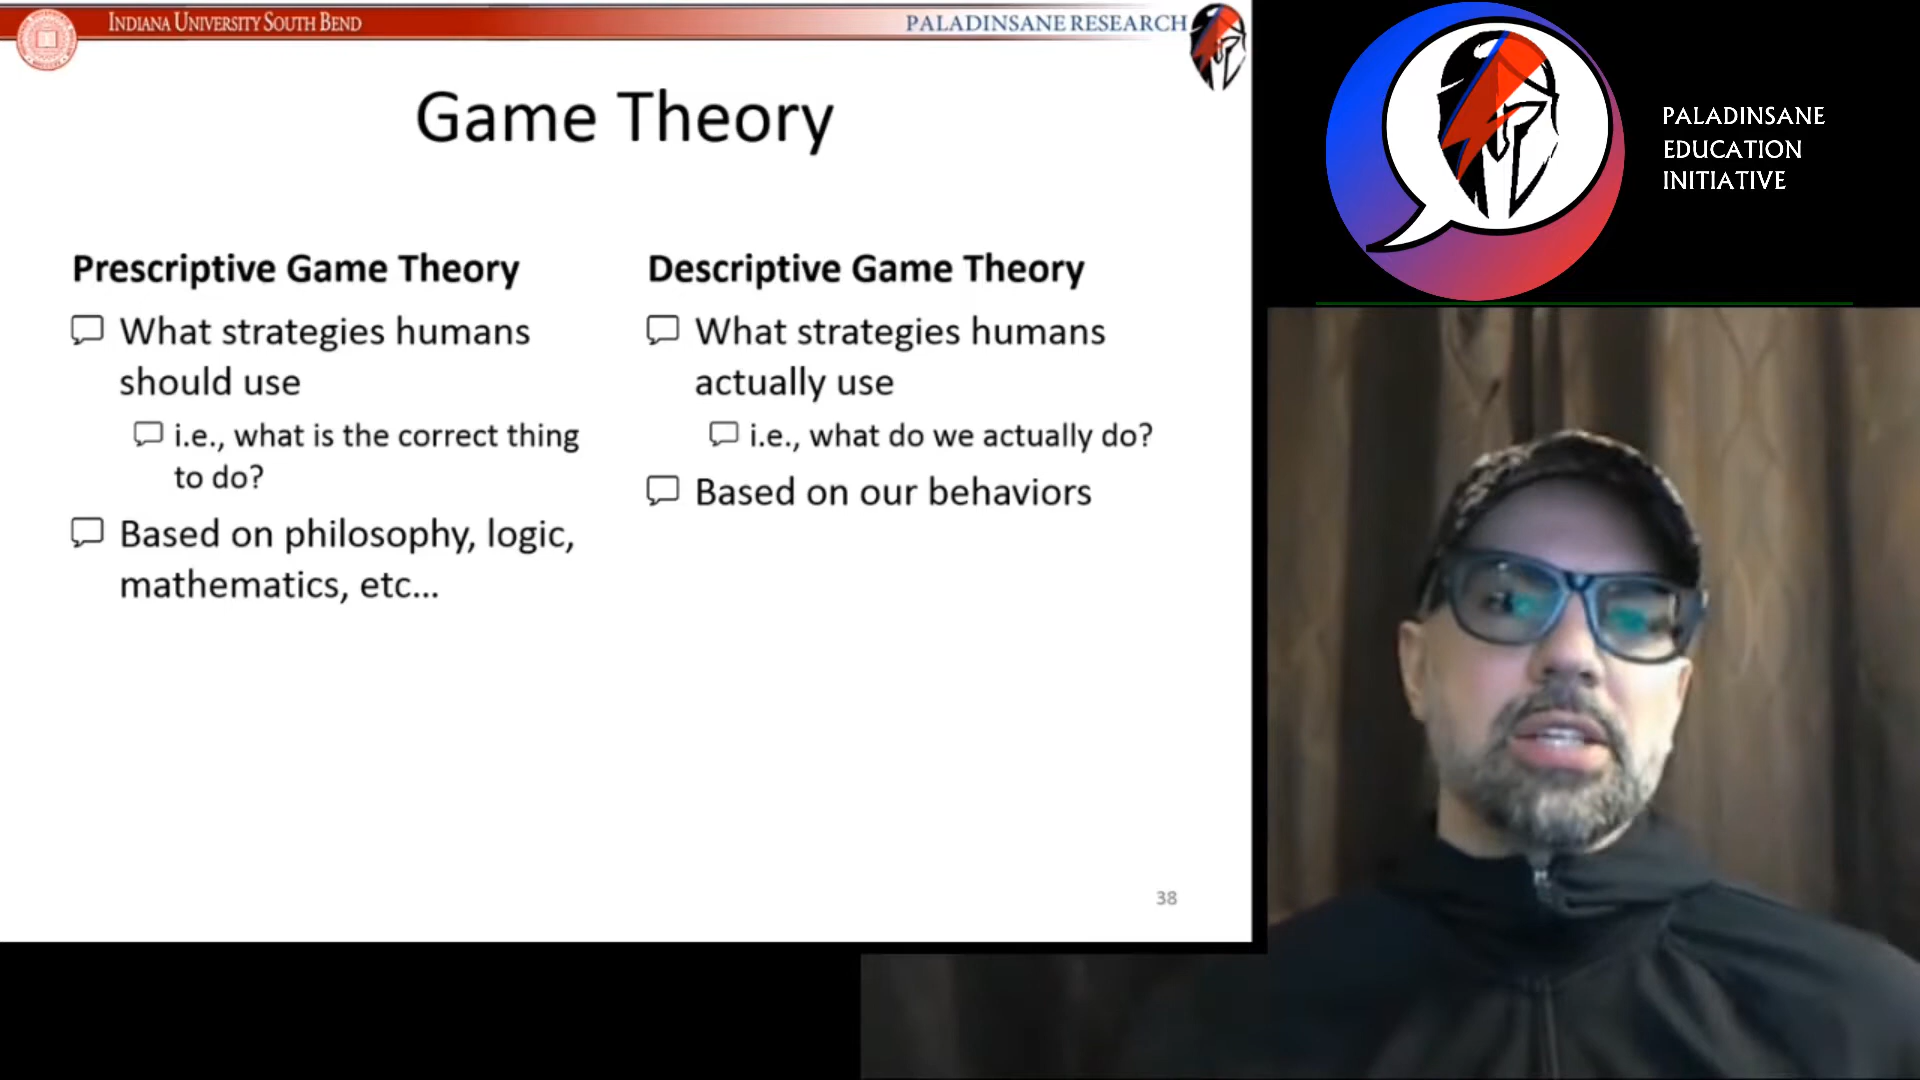 INDIANA UNIVERSITY SOUTH BEND
PALADINSANE RESEARCH
Game Theory
Prescriptive Game Theory
What strategies humans
should use
i.e., what is the correct thing
to do?
Based on philosophy, logic,
mathematics, etc...
Descriptive Game Theory
What strategies humans
actually use
i.e., what do we actually do?
Based on our behaviors
38
PALADINSANE
EDUCATION
INITIATIVE